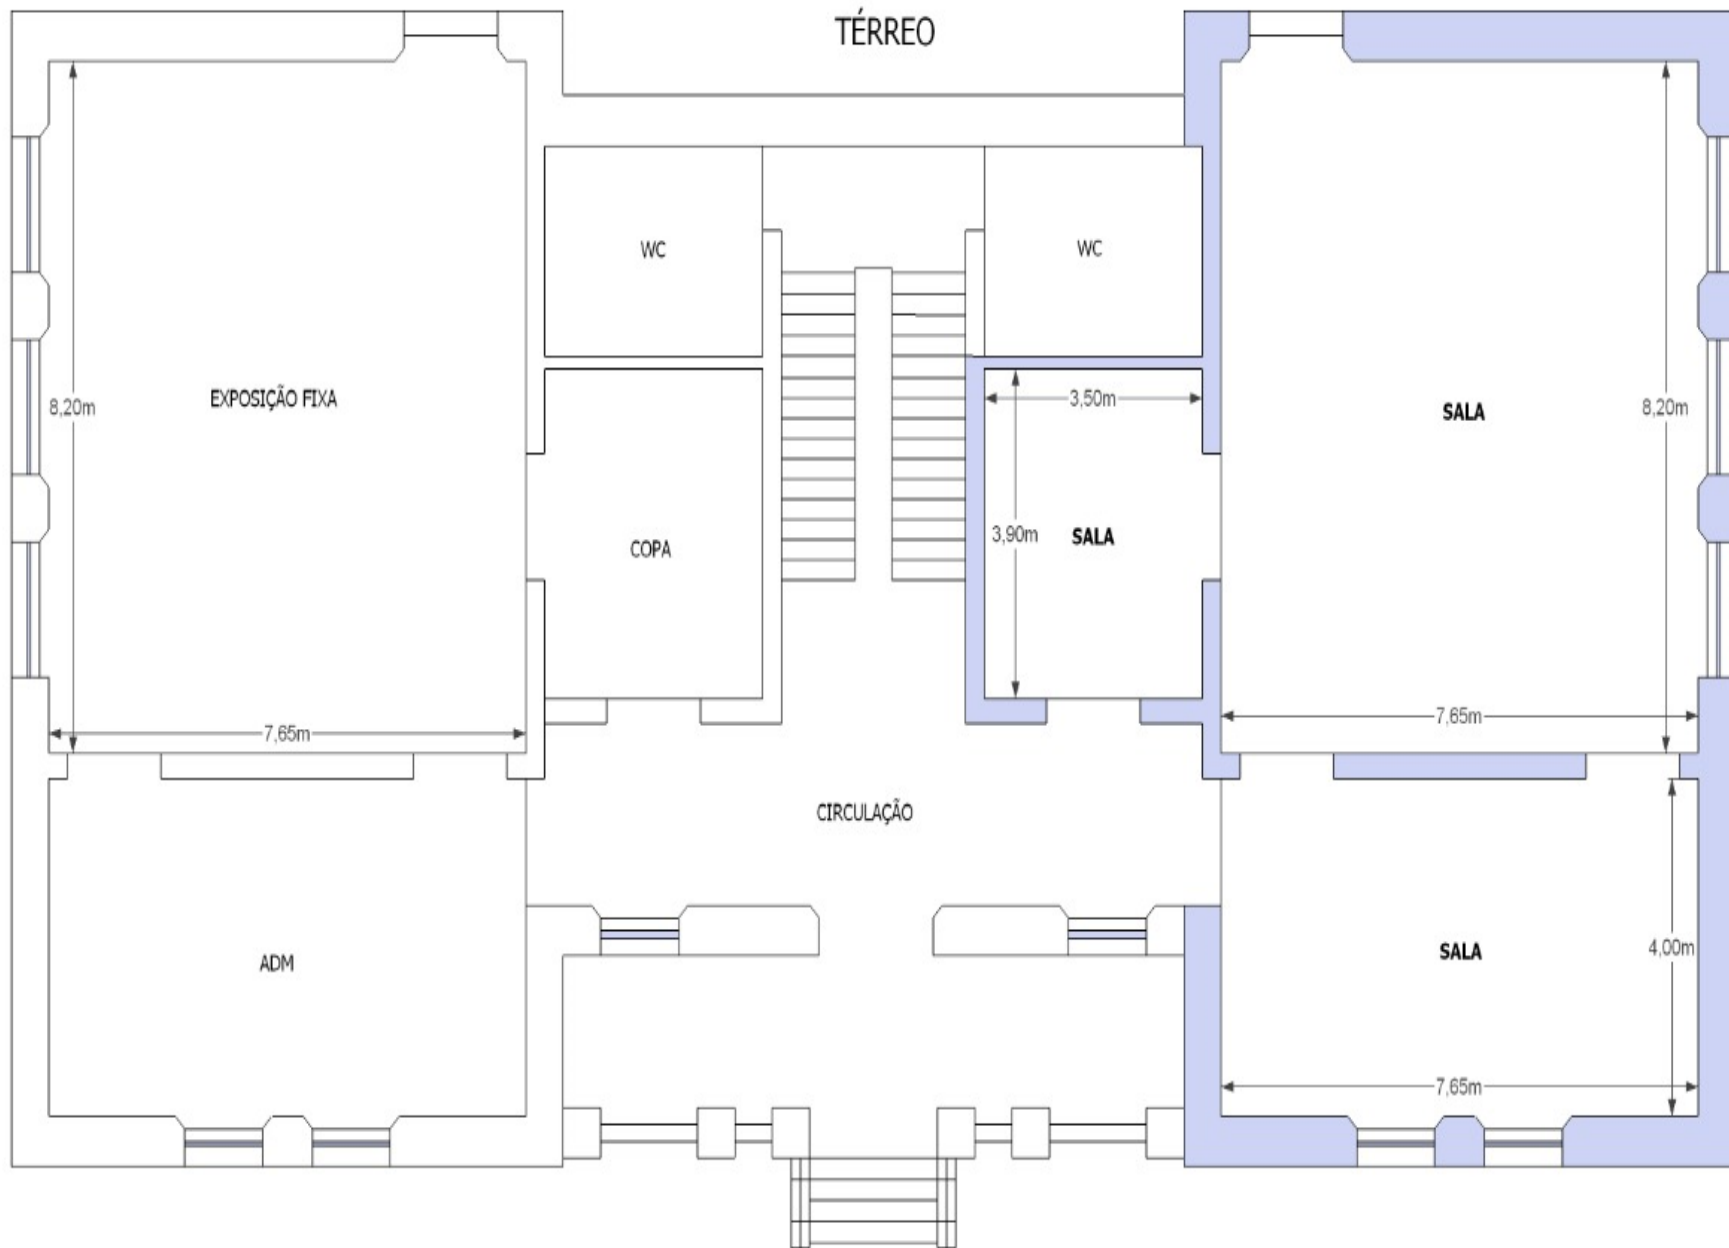 TÉRREO
WC
WC
8,20m
EXPOSIÇÃO FIXA
3,50m
SALA
8,20m
3,90m
SALA
COPA
7,65m
7,65m
CIRCULAÇÃO
ADM
SALA
4,00m
7,65m